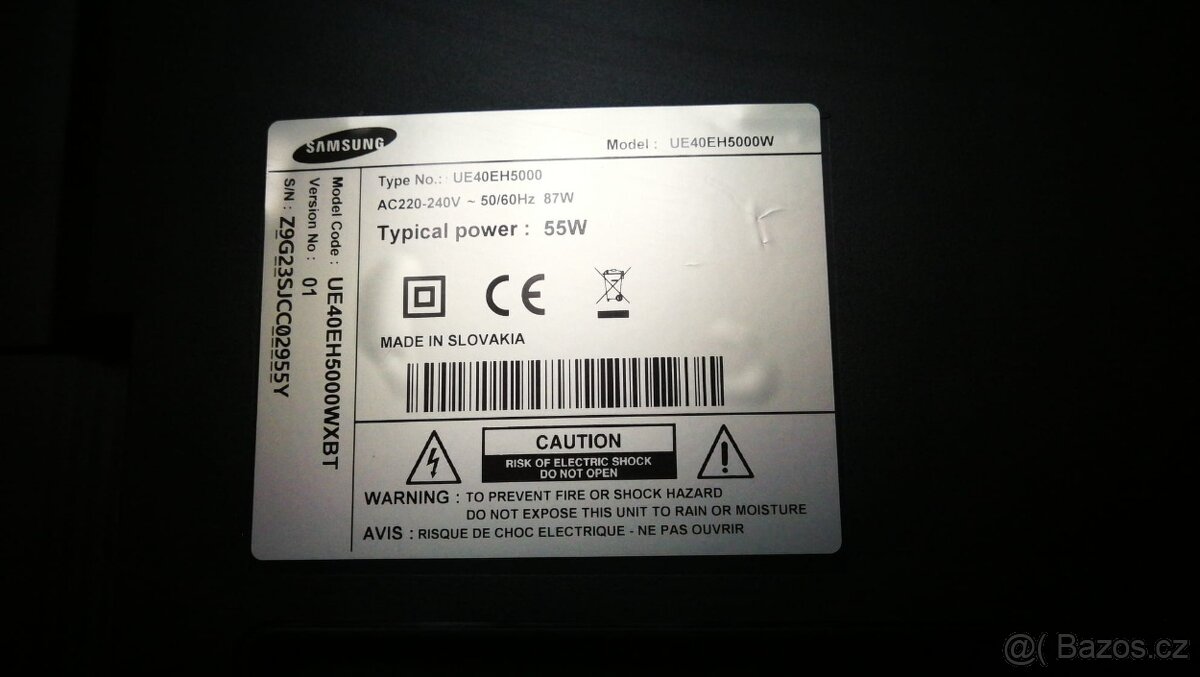 SAMSUNG
Model : UE40EH5000W
Type No.: UE40EH5000
AC220-240V ~ 50/60Hz 87W
Typical power : 55W
CE
MADE IN SLOVAKIA
Model Code : UE40EH5000WXBT
Version No : 01
S/N : Z9G23SJCC02955Y
CAUTION
RISK OF ELECTRIC SHOCK
DO NOT OPEN
WARNING : TO PREVENT FIRE OR SHOCK HAZARD
DO NOT EXPOSE THIS UNIT TO RAIN OR MOISTURE
AVIS : RISQUE DE CHOC ELECTRIQUE - NE PAS OUVRIR
@( Bazos.cz